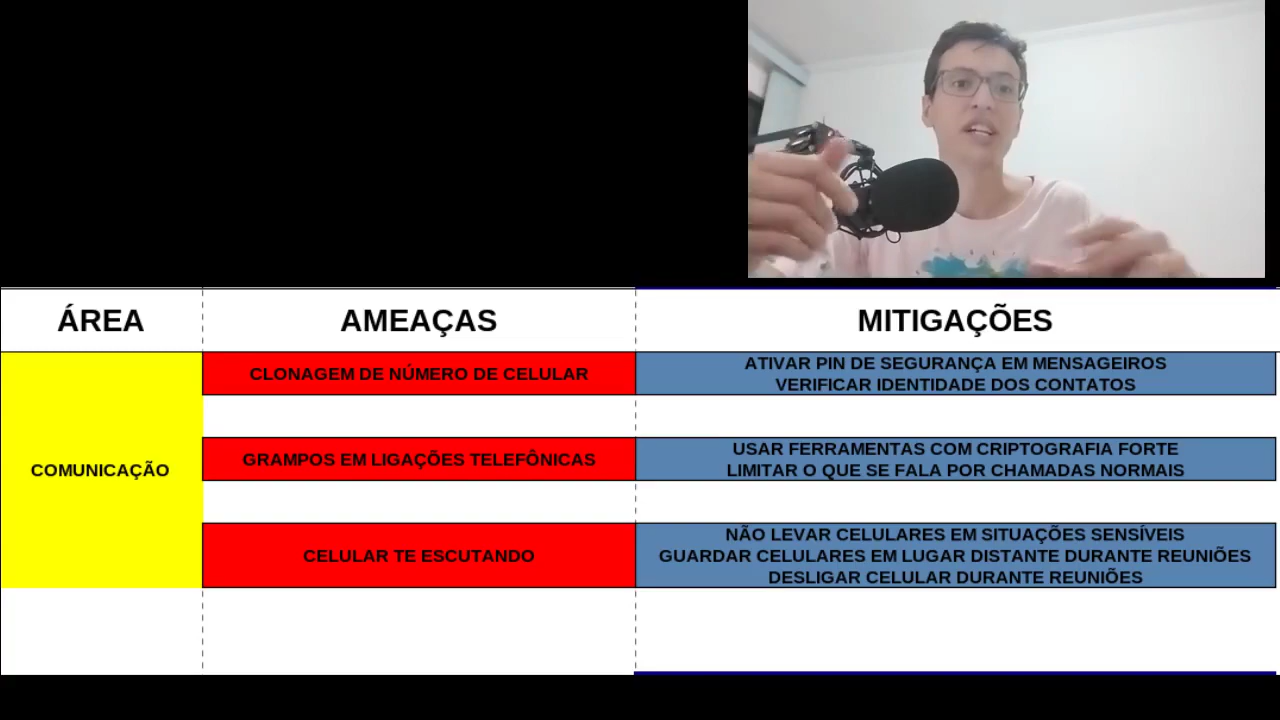 ÁREA
AMEAÇAS
MITIGAÇÕES
COMUNICAÇÃO
CLONAGEM DE NÚMERO DE CELULAR
ATIVAR PIN DE SEGURANÇA EM MENSAGEIROS
VERIFICAR IDENTIDADE DOS CONTATOS
GRAMPOS EM LIGAÇÕES TELEFÔNICAS
USAR FERRAMENTAS COM CRIPTOGRAFIA FORTE
LIMITAR O QUE SE FALA POR CHAMADAS NORMAIS
CELULAR TE ESCUTANDO
NÃO LEVAR CELULARES EM SITUAÇÕES SENSÍVEIS
GUARDAR CELULARES EM LUGAR DISTANTE DURANTE REUNIÕES
DESLIGAR CELULAR DURANTE REUNIÕES